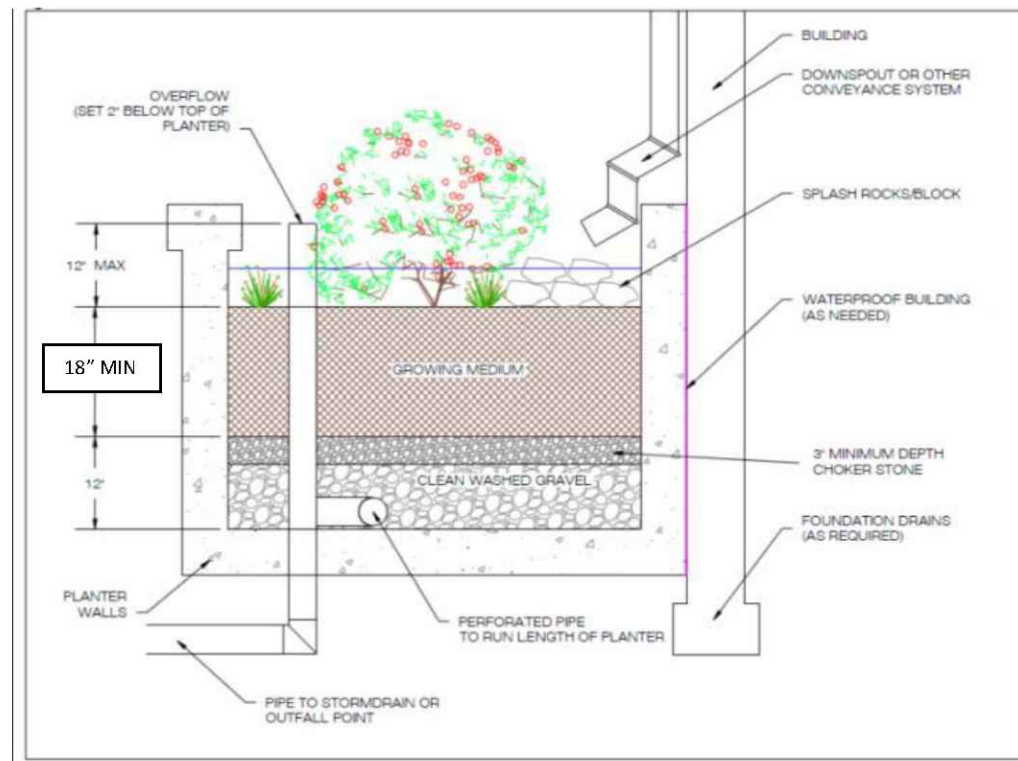 BUILDING
DOWNSPOUT OR OTHER
CONVEYANCE SYSTEM
OVERFLOW
(SET 2" BELOW TOP OF
PLANTER)
SPLASH ROCKS/BLOCK
12" MAX
WATERPROOF BUILDING
(AS NEEDED)
18" MIN
GROWING MEDIUM
3" MINIMUM DEPTH
CHOKER STONE
12"
CLEAN WASHED GRAVEL
FOUNDATION DRAINS
(AS REQUIRED)
PLANTER
WALLS
PERFORATED PIPE
TO RUN LENGTH OF PLANTER
PIPE TO STORMDRAIN OR
OUTFALL POINT